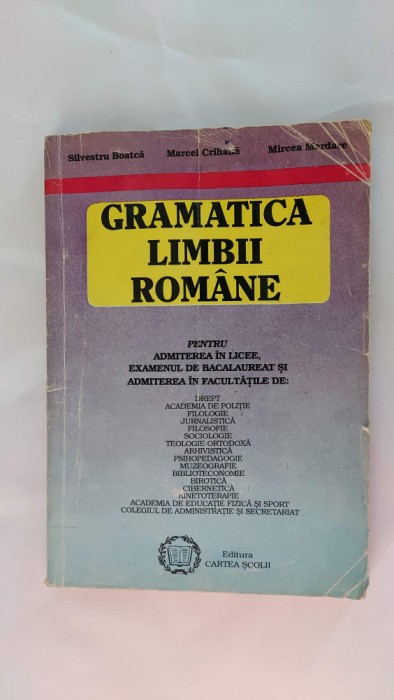 Silvestru Boatcă Marcel Crihană Mircea Mardare
GRAMATICA
LIMBII
ROMÂNE
PENTRU
ADMITEREA ÎN LICEE,
EXAMENUL DE BACALAUREAT ȘI
ADMITEREA ÎN FACULTĂȚILE DE:
DREPT
ACADEMIA DE POLIȚIE
FILOLOGIE
JURNALISTICĂ
FILOSOFIE
SOCIOLOGIE
TEOLOGIE ORTODOXĂ
ARHIVISTICĂ
PSIHOPEDAGOGIE
MUZEOGRAFIE
BIBLIOTECONOMIE
BIROTICĂ
CIBERNETICĂ
KINETOTERAPIE
ACADEMIA DE EDUCAȚIE FIZICĂ ȘI SPORT
COLEGIUL DE ADMINISTRAȚIE ȘI SECRETARIAT
Editura
CARTEA ȘCOLII